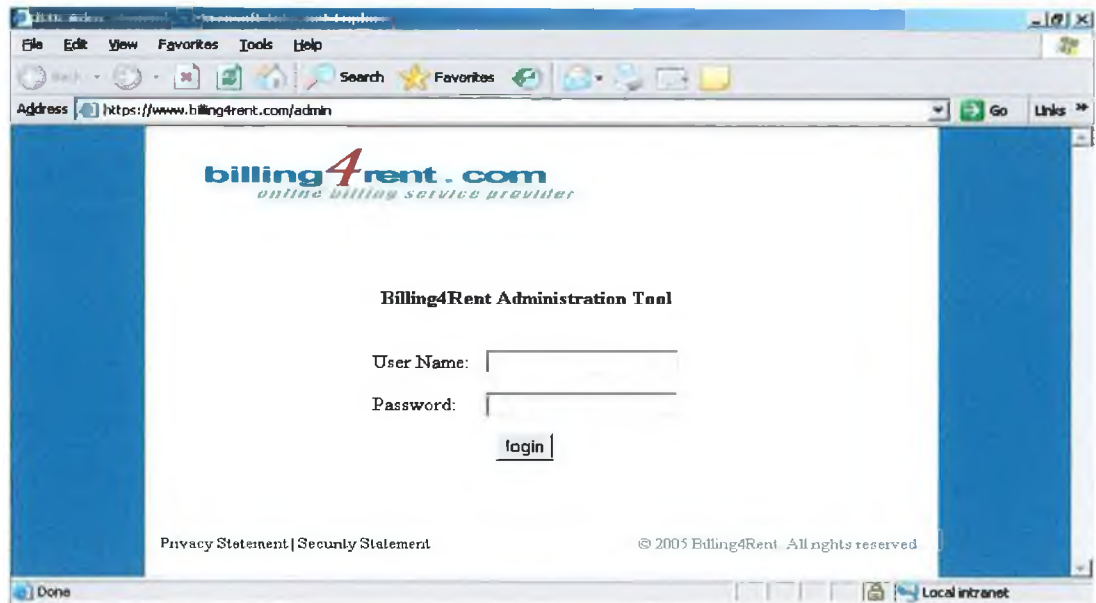 File Edit View Favorites Tools Help
Search Favorites
Address https://www.billing4rent.com/admin Go Links »
billing4rent.com
online billing service provider
Billing4Rent Administration Tool
User Name:
Password:
login
Privacy Statement | Security Statement © 2005 Billing4Rent. All rights reserved
Done Local intranet